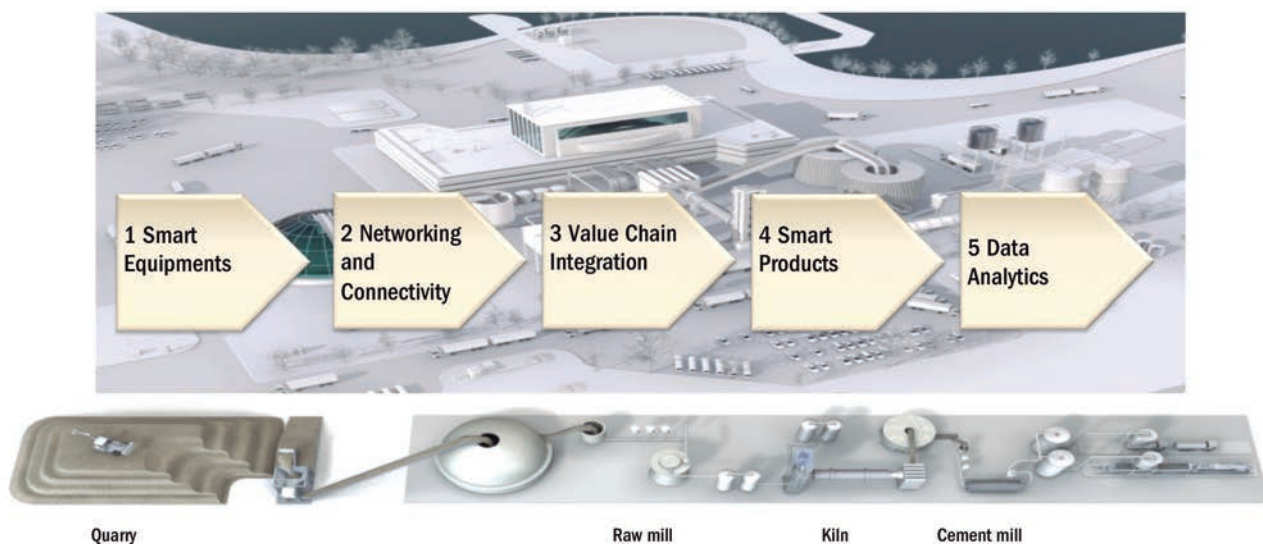 1 Smart
Equipments
2 Networking
and
Connectivity
3 Value Chain
Integration
4 Smart
Products
5 Data
Analytics
Quarry
Raw mill
Kiln
Cement mill